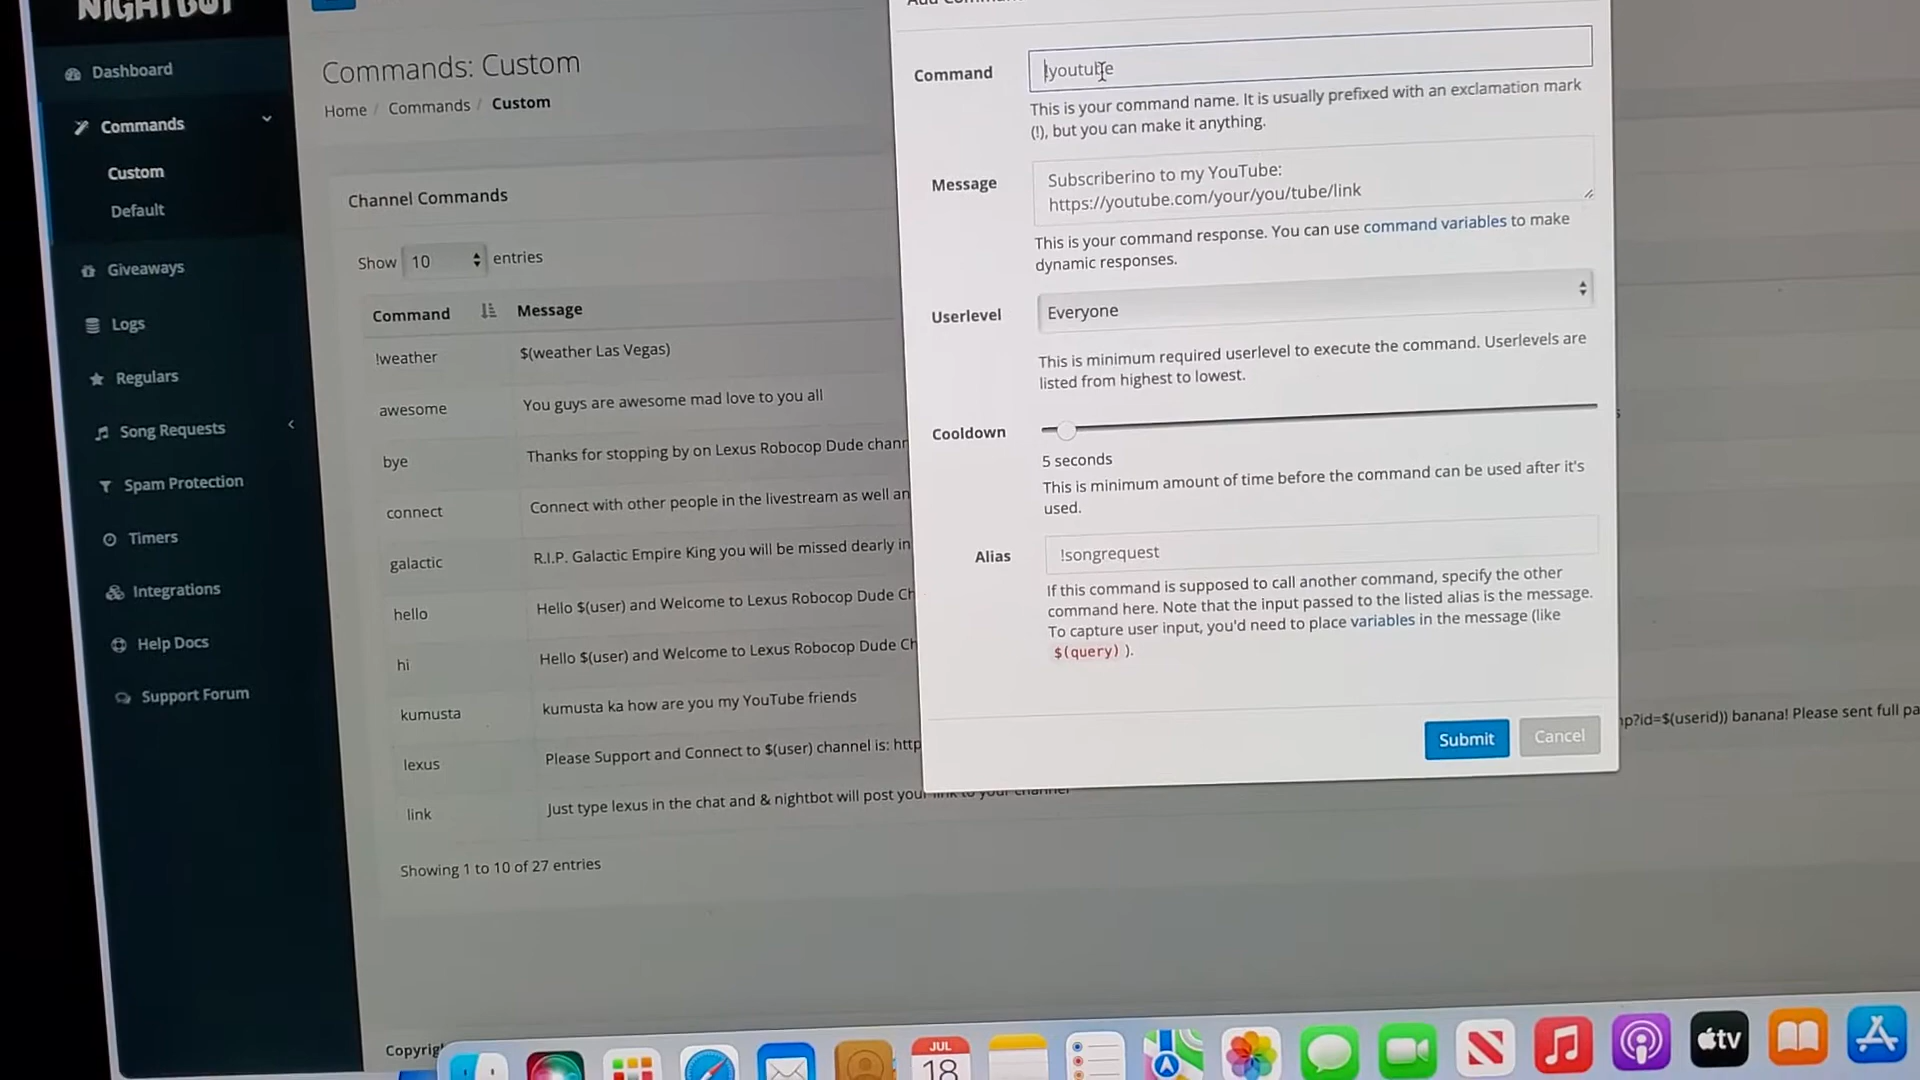 NIGHTBOT
Dashboard
Commands
Custom
Default
Giveaways
Logs
Regulars
Song Requests
Spam Protection
Timers
Integrations
Help Docs
Support Forum
Commands: Custom
Home / Commands / Custom
Channel Commands
Show 10 entries
Command Message
!weather $(weather Las Vegas)
awesome You guys are awesome mad love to you all
bye Thanks for stopping by on Lexus Robocop Dude chann
connect Connect with other people in the livestream as well an
galactic R.I.P. Galactic Empire King you will be missed dearly in
hello Hello $(user) and Welcome to Lexus Robocop Dude Ch
hi Hello $(user) and Welcome to Lexus Robocop Dude Ch
kumusta kumusta ka how are you my YouTube friends
lexus Please Support and Connect to $(user) channel is: http
link Just type lexus in the chat and & nightbot will post your link to your channel
Showing 1 to 10 of 27 entries
Copyrig
Add Comman
Command !youtube
This is your command name. It is usually prefixed with an exclamation mark
(!), but you can make it anything.
Message Subscriberino to my YouTube:
https://youtube.com/your/you/tube/link
This is your command response. You can use command variables to make
dynamic responses.
Userlevel Everyone
This is minimum required userlevel to execute the command. Userlevels are
listed from highest to lowest.
Cooldown
5 seconds
This is minimum amount of time before the command can be used after it's
used.
Alias !songrequest
If this command is supposed to call another command, specify the other
command here. Note that the input passed to the listed alias is the message.
To capture user input, you'd need to place variables in the message (like
$(query) ).
Submit Cancel
p?id=$(userid)) banana! Please sent full pa
JUL
18
tv